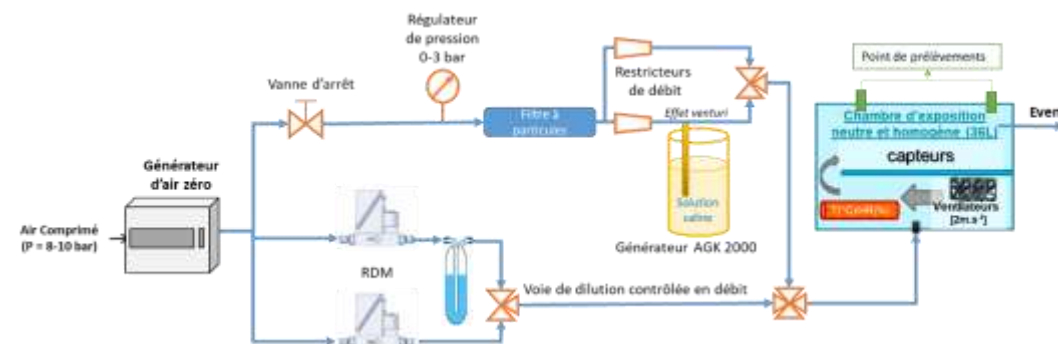 Régulateur
de pression
0-3 bar
Vanne d'arrêt
Restricteurs
de débit
Effet venturi
Filtre à
particules
Solution
saline
Générateur AGK 2000
Point de prélèvements
Chambre d'exposition
neutre et homogène (36L)
capteurs
Ventilateurs
[2m.s⁻¹]
Even
Générateur
d'air zéro
Air Comprimé
(P = 8-10 bar)
RDM
Voie de dilution contrôlée en débit